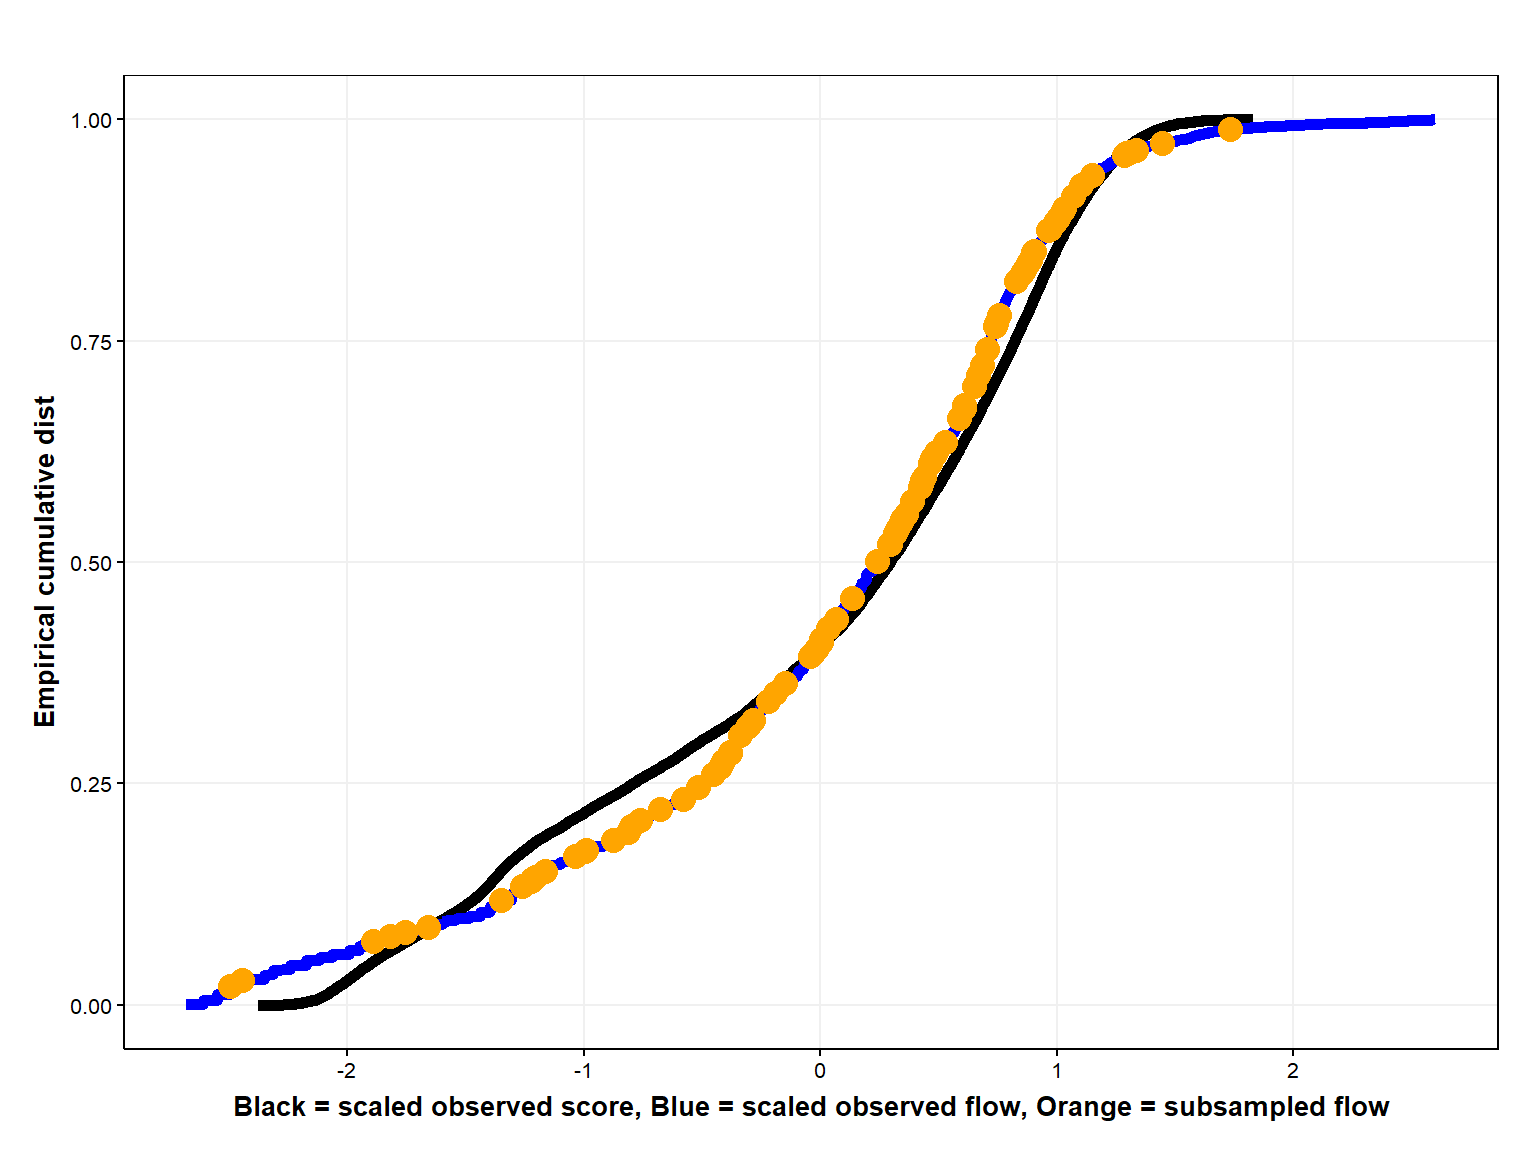 1.00
0.75
0.50
0.25
0.00
Empirical cumulative dist
-2 -1 0 1 2
Black = scaled observed score, Blue = scaled observed flow, Orange = subsampled flow